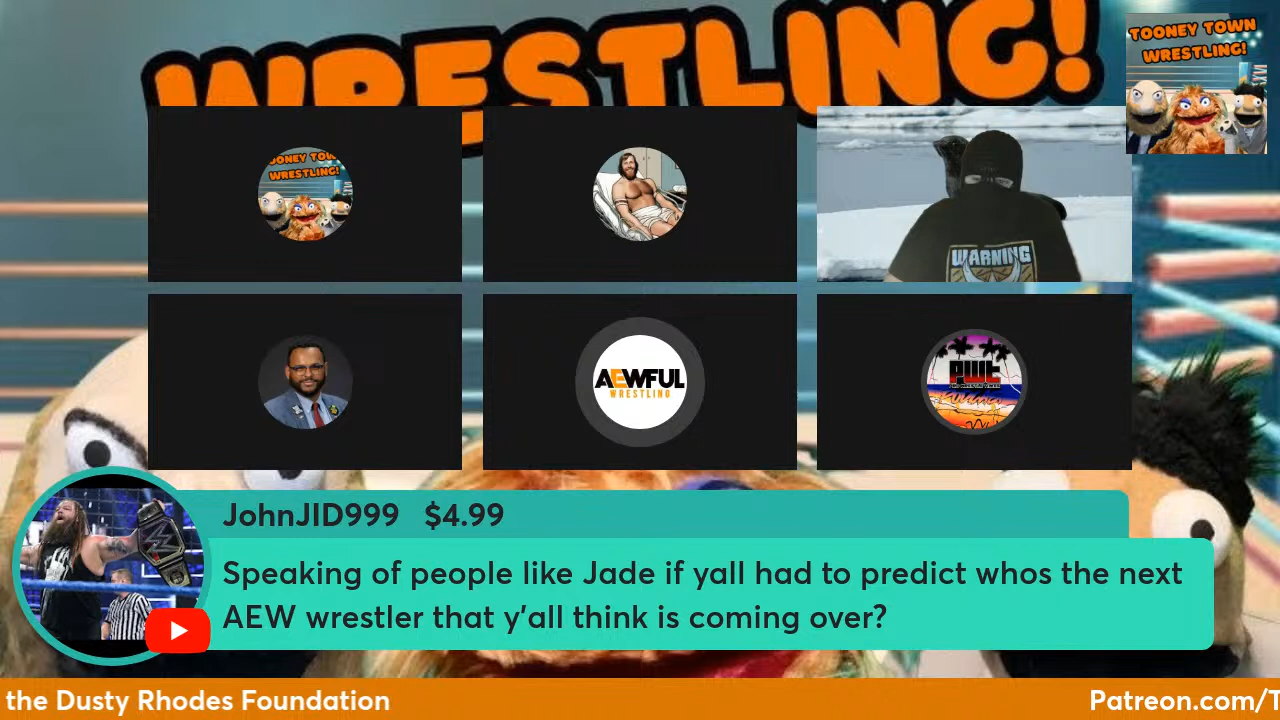 WRESTLING!
TOONEY TOWN
WRESTLING!
TOONEY TOWN
WRESTLING!
WARNING
AEWFUL
WRESTLING
PWT
JohnJID999 $4.99
Speaking of people like Jade if yall had to predict whos the next
AEW wrestler that y'all think is coming over?
the Dusty Rhodes Foundation
Patreon.com/T